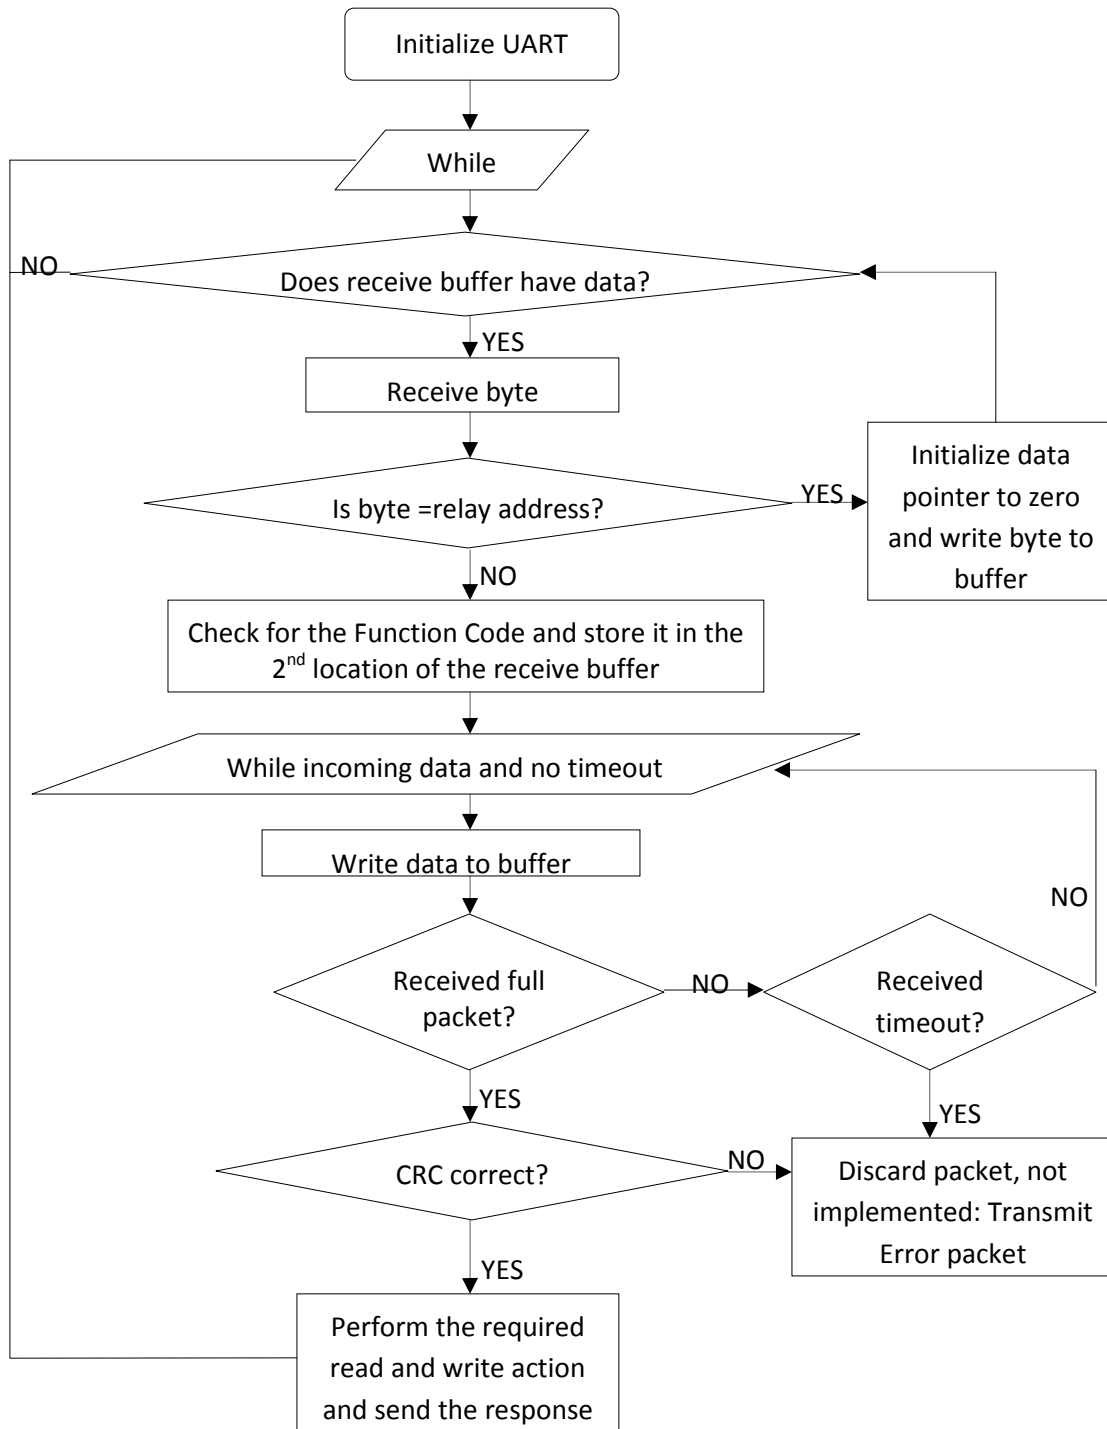 Initialize UART
While
NO
Does receive buffer have data?
YES
Receive byte
Is byte =relay address?
YES
Initialize data
pointer to zero
and write byte to
buffer
NO
Check for the Function Code and store it in the
2nd location of the receive buffer
While incoming data and no timeout
Write data to buffer
NO
Received full
packet?
NO
Received
timeout?
YES
YES
CRC correct?
NO
Discard packet, not
implemented: Transmit
Error packet
YES
Perform the required
read and write action
and send the response